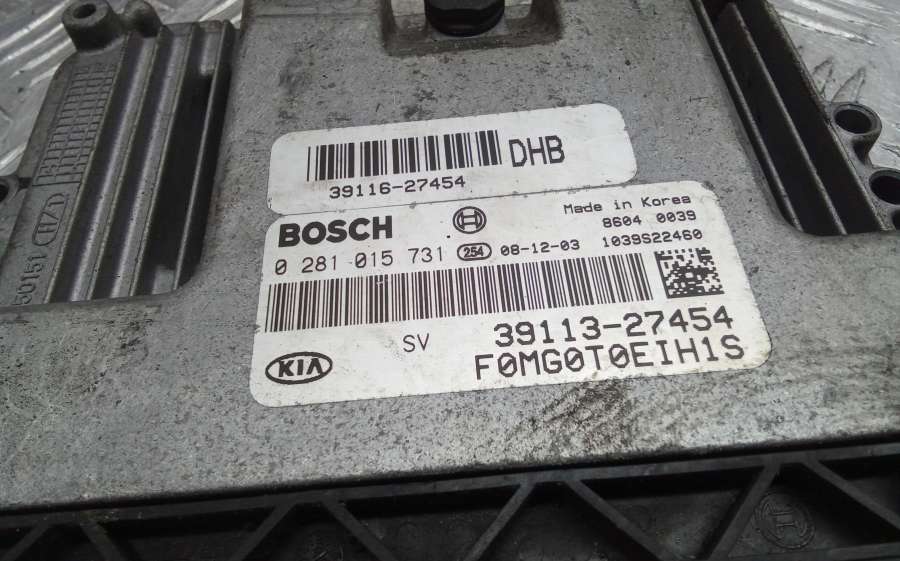 DHB
39116-27454
BOSCH
Made in Korea
8604 0039
0 281 015 731 254 08-12-03 1039S22460
SV
39113-27454
KIA
F0MG0T0EIH1S
50151